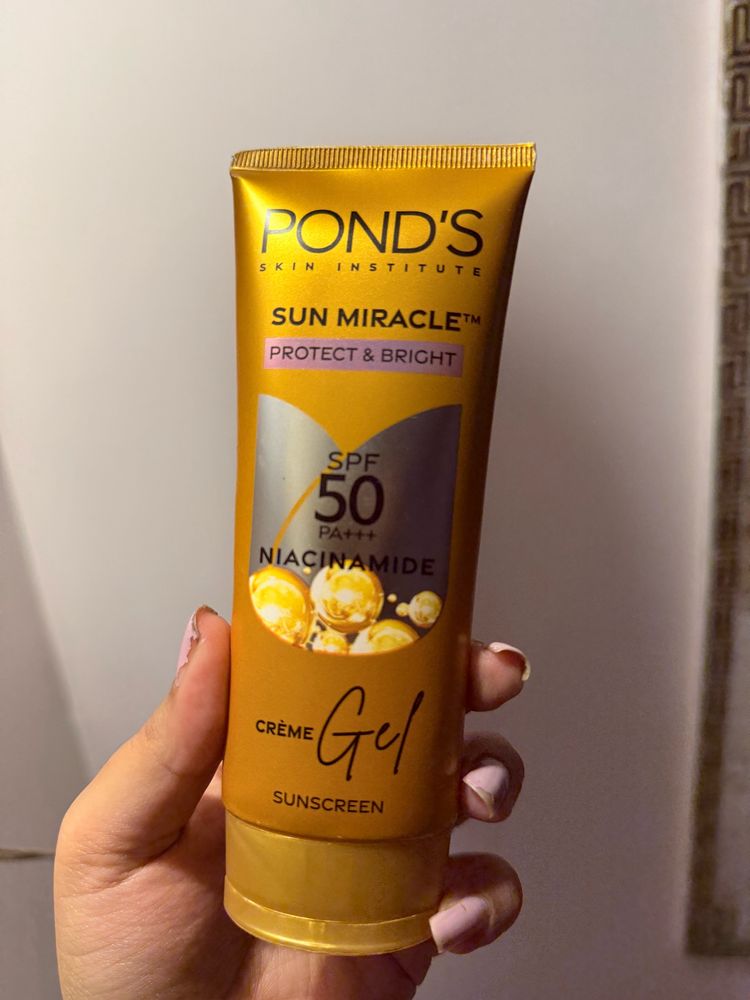 POND'S
SKIN INSTITUTE
SUN MIRACLE™
PROTECT & BRIGHT
SPF
50
PA+++
NIACINAMIDE
CRÈME Gel
SUNSCREEN